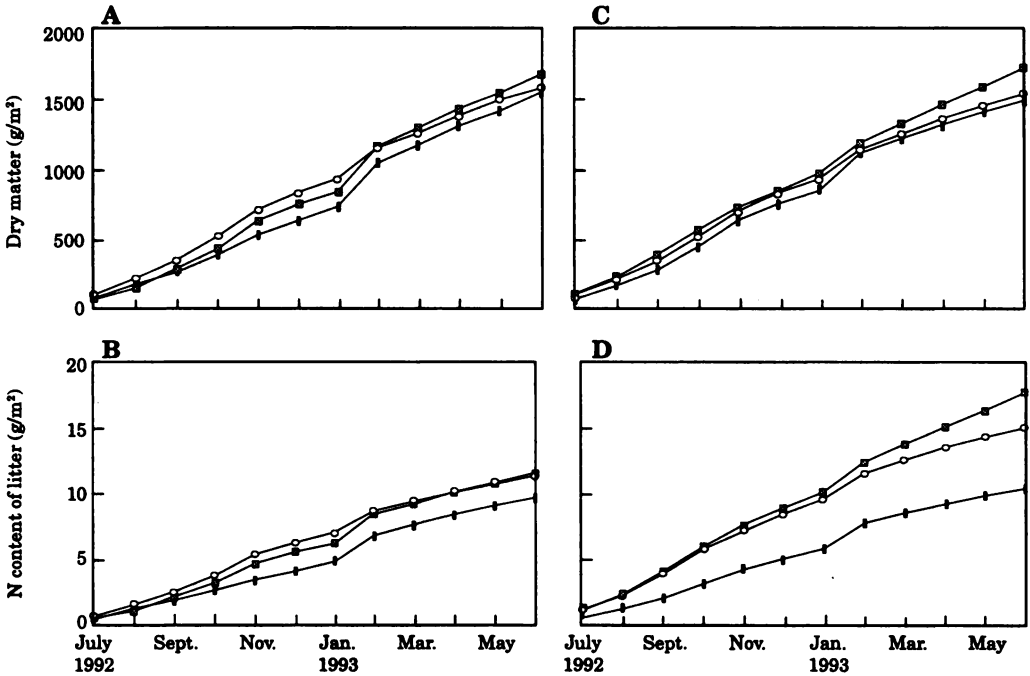 A
C
2000
1500
1000
500
0
Dry matter (g/m²)
B
D
20
15
10
5
0
N content of litter (g/m²)
July Sept. Nov. Jan. Mar. May
1992 1993
July Sept. Nov. Jan. Mar. May
1992 1993